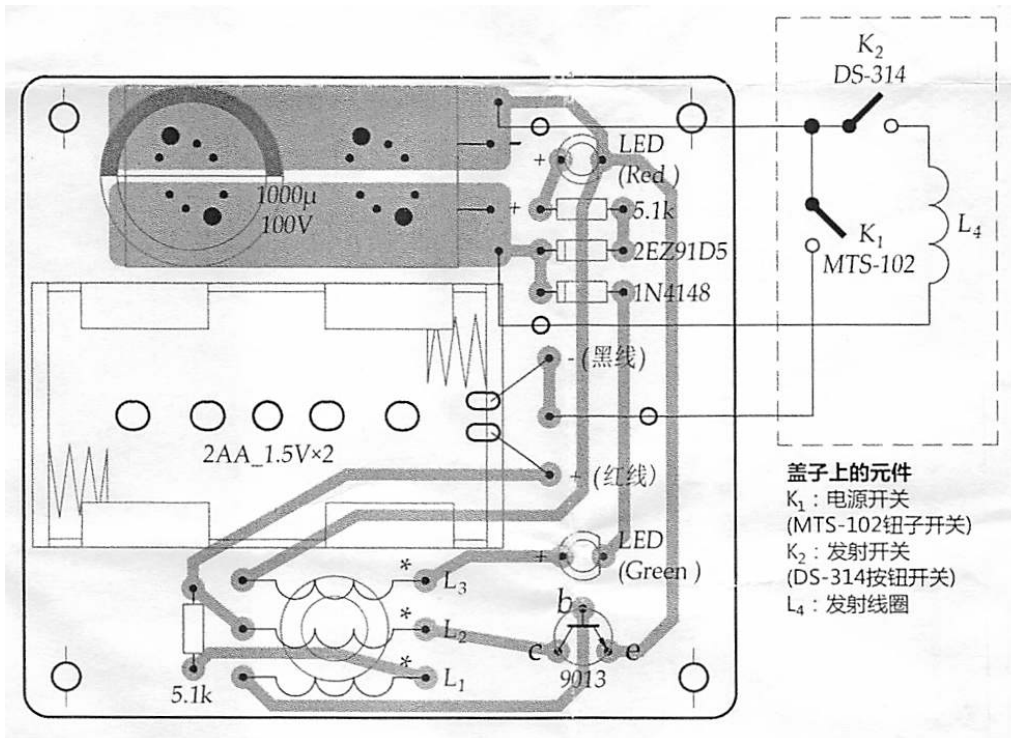 K₂
DS-314
LED
+
(Red)
-
5.1k
1000μ
100V
+
2EZ91D5
K₁
MTS-102
L₄
1N4148
- (黑线)
2AA_1.5V×2
+ (红线)
盖子上的元件
K₁：电源开关
(MTS-102钮子开关)
K₂：发射开关
(DS-314按钮开关)
L₄：发射线圈
LED
+
(Green)
* L₃
b
* L₂
c
e
* L₁
9013
5.1k